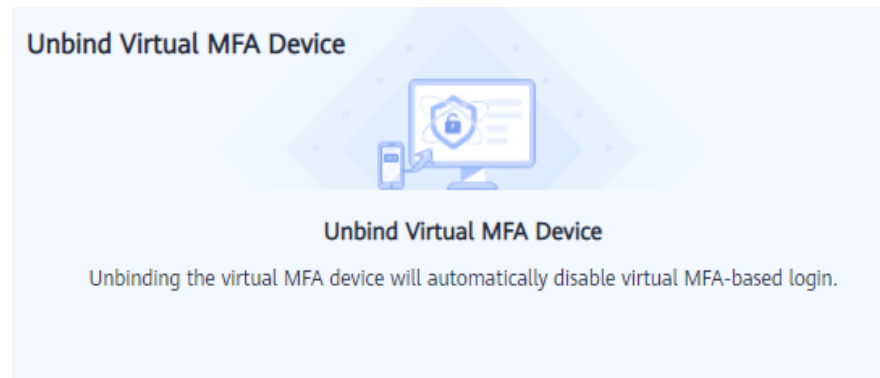 Unbind Virtual MFA Device
Unbind Virtual MFA Device
Unbinding the virtual MFA device will automatically disable virtual MFA-based login.